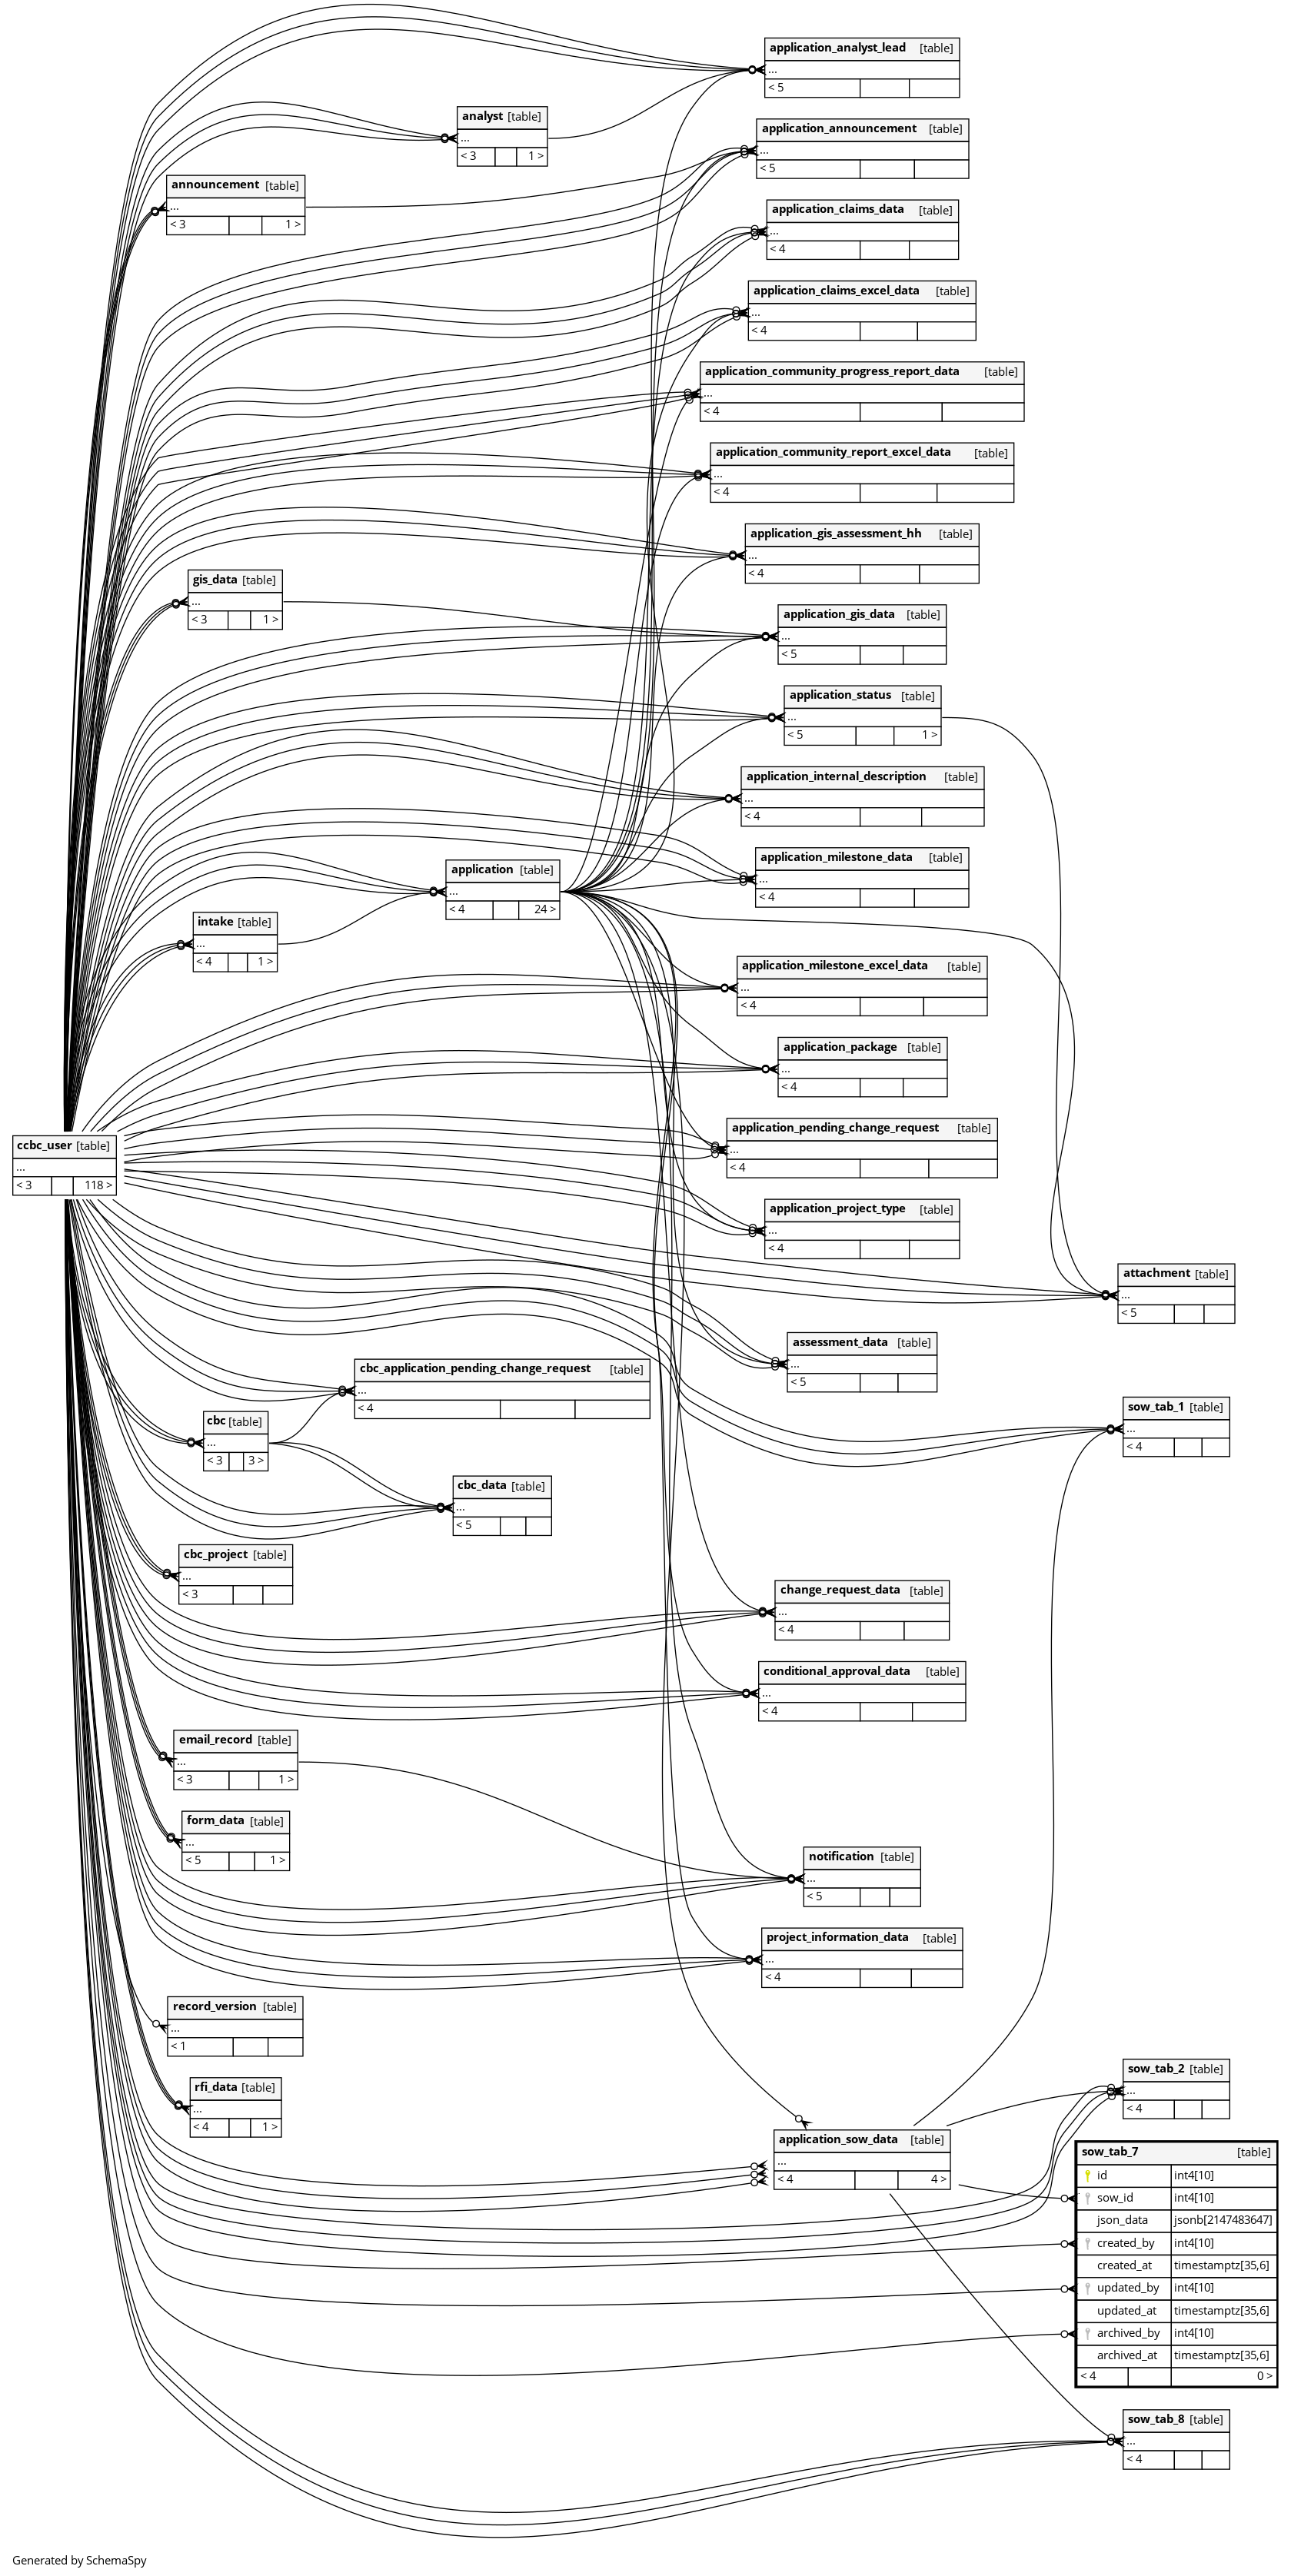 application_analyst_lead [table]
...
< 5
analyst [table]
...
< 3 1 >
application_announcement [table]
...
< 5
announcement [table]
...
< 3 1 >
application_claims_data [table]
...
< 4
application_claims_excel_data [table]
...
< 4
application_community_progress_report_data [table]
...
< 4
application_community_report_excel_data [table]
...
< 4
application_gis_assessment_hh [table]
...
< 4
gis_data [table]
...
< 3 1 >
application_gis_data [table]
...
< 5
application_status [table]
...
< 5 1 >
application_internal_description [table]
...
< 4
application_milestone_data [table]
...
< 4
application [table]
...
< 4 24 >
intake [table]
...
< 4 1 >
application_milestone_excel_data [table]
...
< 4
application_package [table]
...
< 4
application_pending_change_request [table]
...
< 4
ccbc_user [table]
...
< 3 118 >
application_project_type [table]
...
< 4
attachment [table]
...
< 5
assessment_data [table]
...
< 5
cbc_application_pending_change_request [table]
...
< 4
sow_tab_1 [table]
...
< 4
cbc [table]
...
< 3 3 >
cbc_data [table]
...
< 5
cbc_project [table]
...
< 3
change_request_data [table]
...
< 4
conditional_approval_data [table]
...
< 4
email_record [table]
...
< 3 1 >
form_data [table]
...
< 5 1 >
notification [table]
...
< 5
project_information_data [table]
...
< 4
record_version [table]
...
< 1
rfi_data [table]
...
< 4 1 >
sow_tab_2 [table]
...
< 4
application_sow_data [table]
...
< 4 4 >
sow_tab_7 [table]
id int4[10]
sow_id int4[10]
json_data jsonb[2147483647]
created_by int4[10]
created_at timestamptz[35,6]
updated_by int4[10]
updated_at timestamptz[35,6]
archived_by int4[10]
archived_at timestamptz[35,6]
< 4 0 >
sow_tab_8 [table]
...
< 4
Generated by SchemaSpy